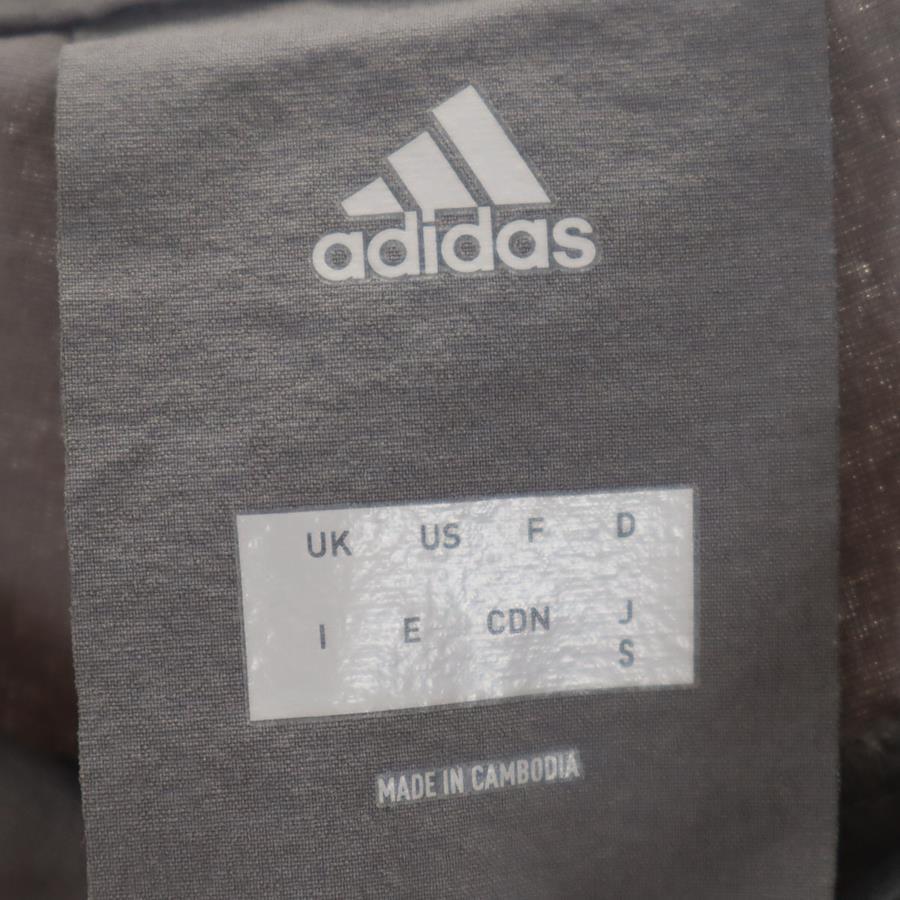 adidas
UK US F D
I E CDN J
S
MADE IN CAMBODIA